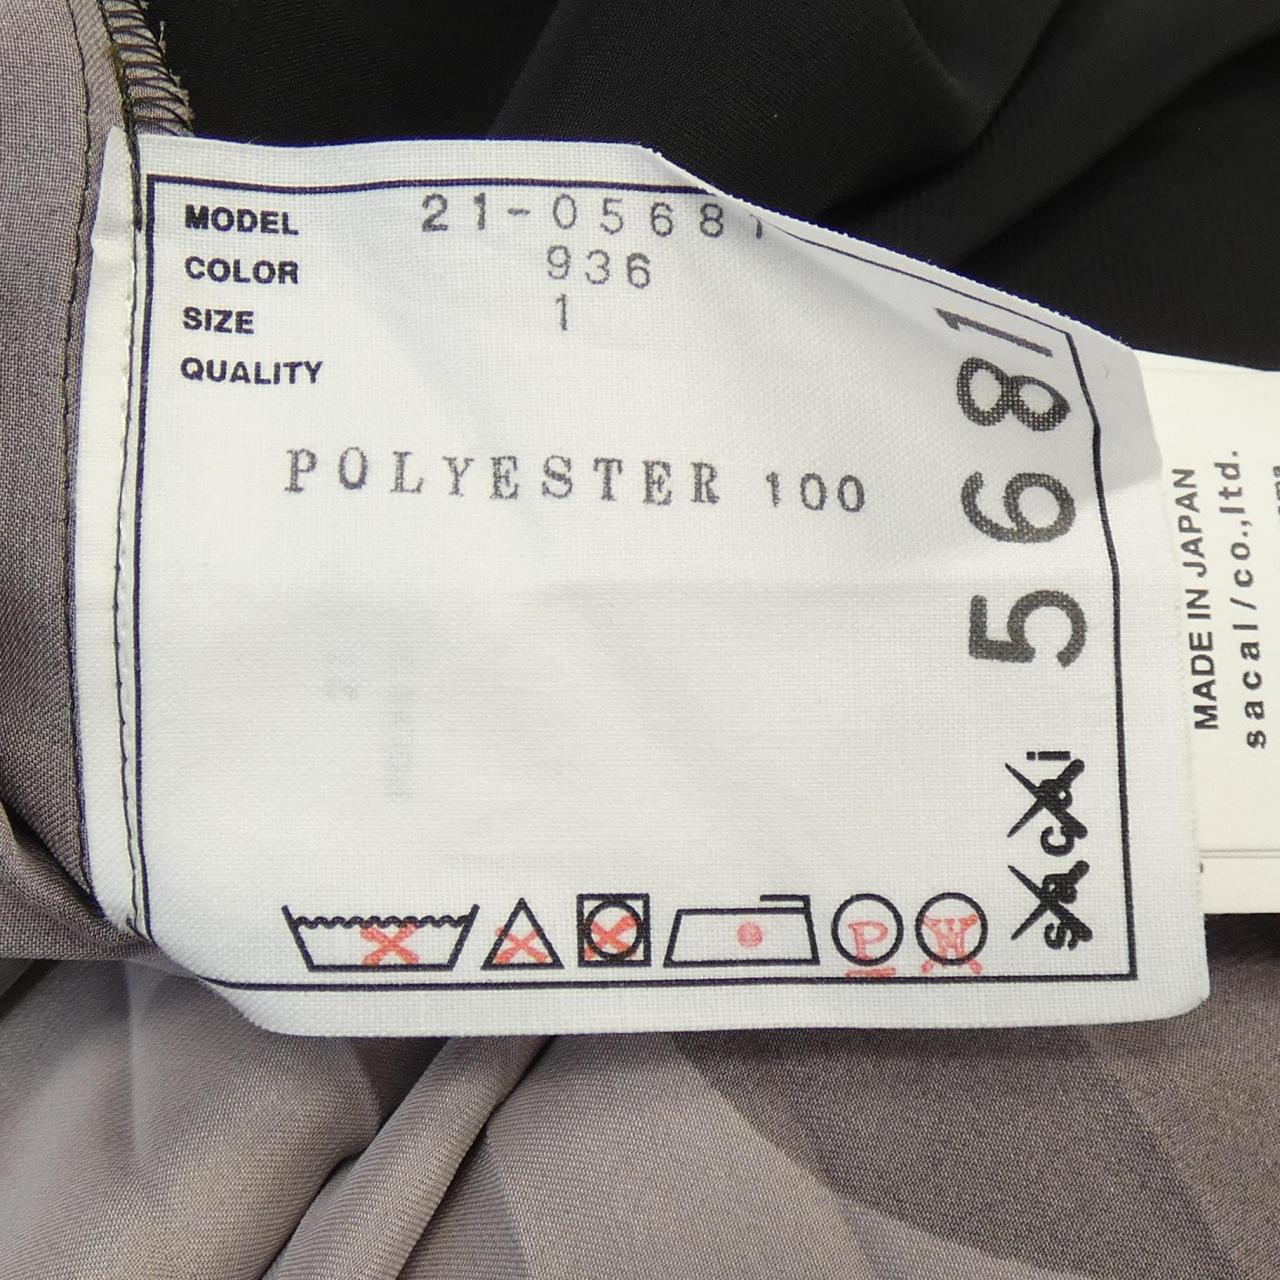 MODEL 21-05681
COLOR 936
SIZE 1
QUALITY
POLYESTER 100
5681
sacai
P
W
MADE IN JAPAN
sacai/co.,ltd.